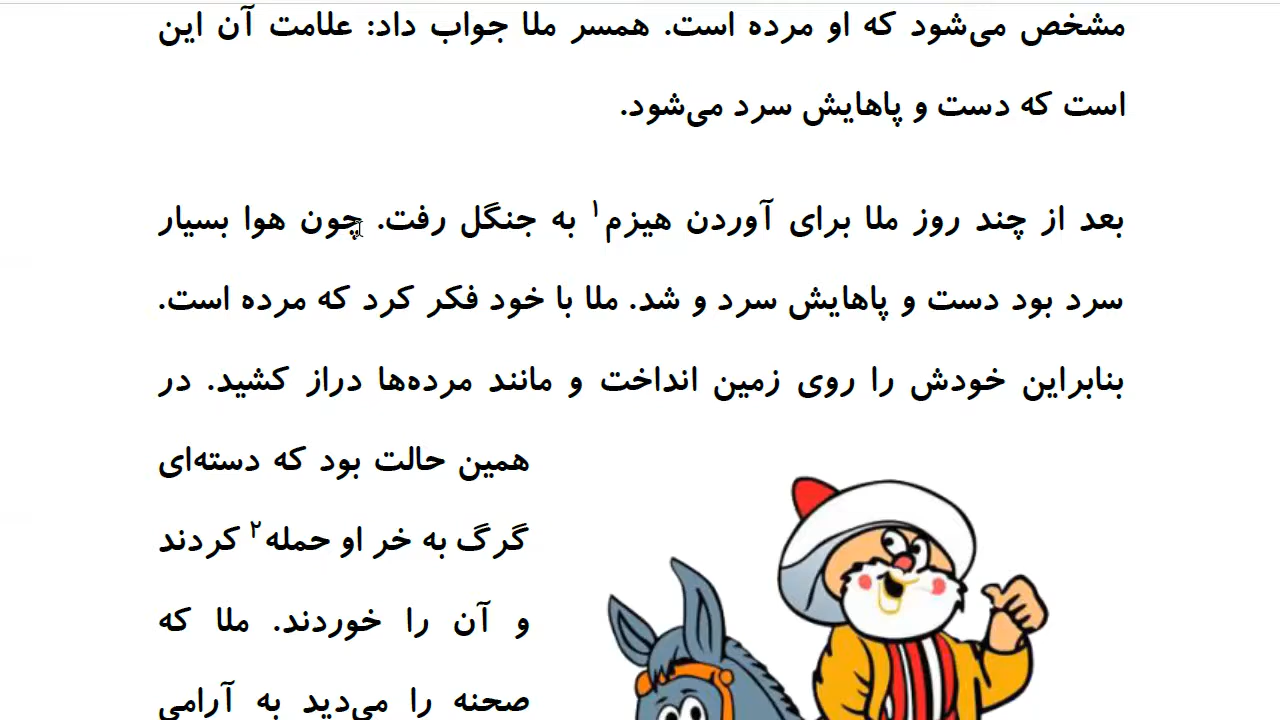 مشخص می‌شود که او مرده است. همسر ملا جواب داد: علامت آن این
است که دست و پاهایش سرد می‌شود.
بعد از چند روز ملا برای آوردن هیزم۱ به جنگل رفت. چون هوا بسیار
سرد بود دست و پاهایش سرد و شد. ملا با خود فکر کرد که مرده است.
بنابراین خودش را روی زمین انداخت و مانند مرده‌ها دراز کشید. در
همین حالت بود که دسته‌ای
گرگ به خر او حمله۲ کردند
و آن را خوردند. ملا که
صحنه را می‌دید به آرامی